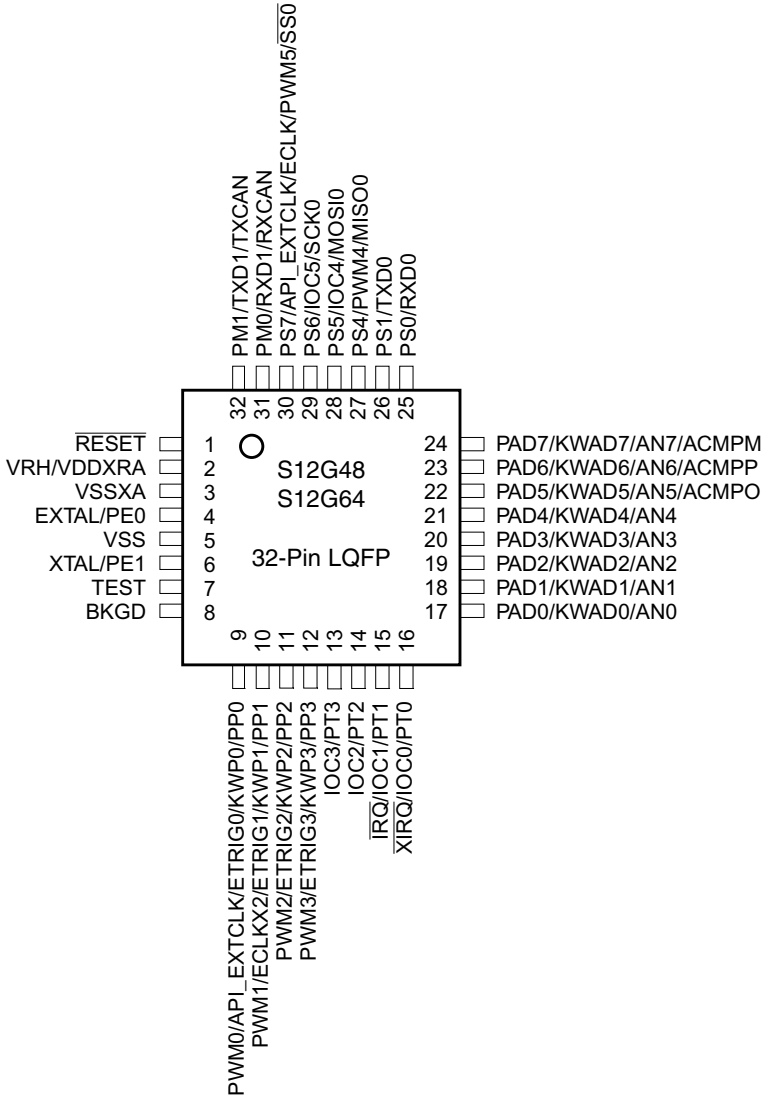 PM1/TXD1/TXCAN
PM0/RXD1/RXCAN
PS7/API_EXTCLK/ECLK/PWM5/S̅S̅0̅
PS6/IOC5/SCK0
PS5/IOC4/MOSI0
PS4/PWM4/MISO0
PS1/TXD0
PS0/RXD0
32
31
30
29
28
27
26
25
R̅E̅S̅E̅T̅ 1
VRH/VDDXRA 2
VSSXA 3
EXTAL/PE0 4
VSS 5
XTAL/PE1 6
TEST 7
BKGD 8
S12G48
S12G64
32-Pin LQFP
24 PAD7/KWAD7/AN7/ACMPM
23 PAD6/KWAD6/AN6/ACMPP
22 PAD5/KWAD5/AN5/ACMPO
21 PAD4/KWAD4/AN4
20 PAD3/KWAD3/AN3
19 PAD2/KWAD2/AN2
18 PAD1/KWAD1/AN1
17 PAD0/KWAD0/AN0
9
10
11
12
13
14
15
16
PWM0/API_EXTCLK/ETRIG0/KWP0/PP0
PWM1/ECLKX2/ETRIG1/KWP1/PP1
PWM2/ETRIG2/KWP2/PP2
PWM3/ETRIG3/KWP3/PP3
IOC3/PT3
IOC2/PT2
I̅R̅Q̅/IOC1/PT1
X̅I̅R̅Q̅/IOC0/PT0